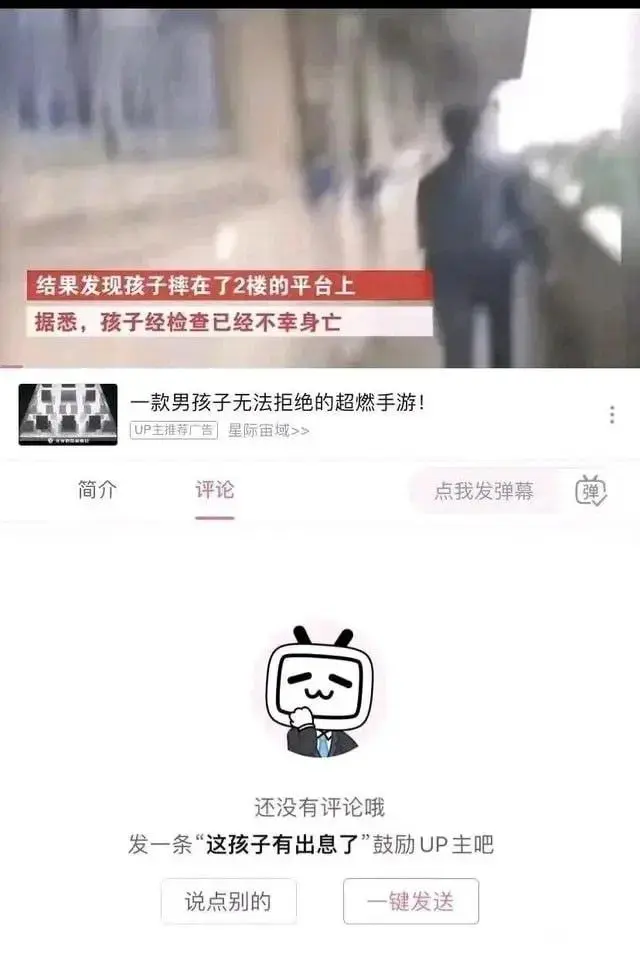 结果发现孩子摔在了2楼的平台上
据悉，孩子经检查已经不幸身亡
一款男孩子无法拒绝的超燃手游！
UP主推荐广告 星际宙域>>
简介 评论 点我发弹幕 弹
还没有评论哦
发一条“这孩子有出息了”鼓励UP主吧
说点别的 一键发送